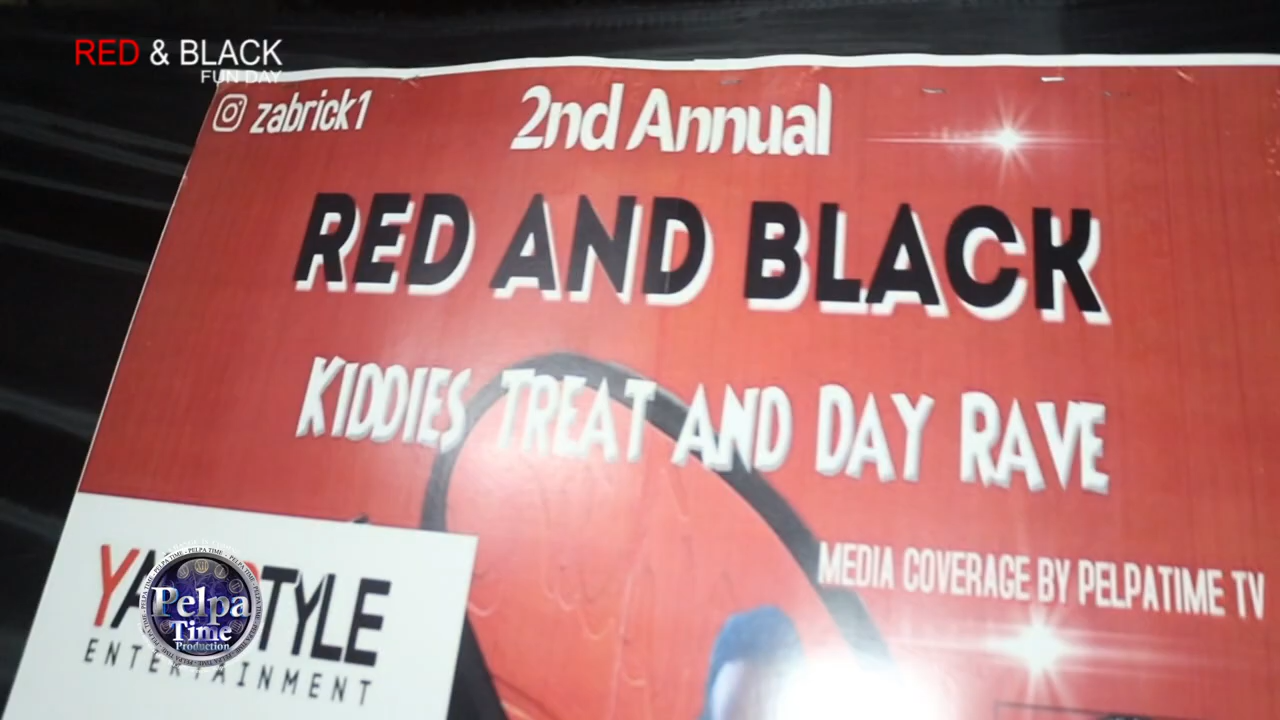 RED & BLACK
FUN DAY
zabrick1
2nd Annual
RED AND BLACK
KIDDIES TREAT AND DAY RAVE
MEDIA COVERAGE BY PELPATIME TV
ENTERTAINMENT
Pelpa
Time
Production